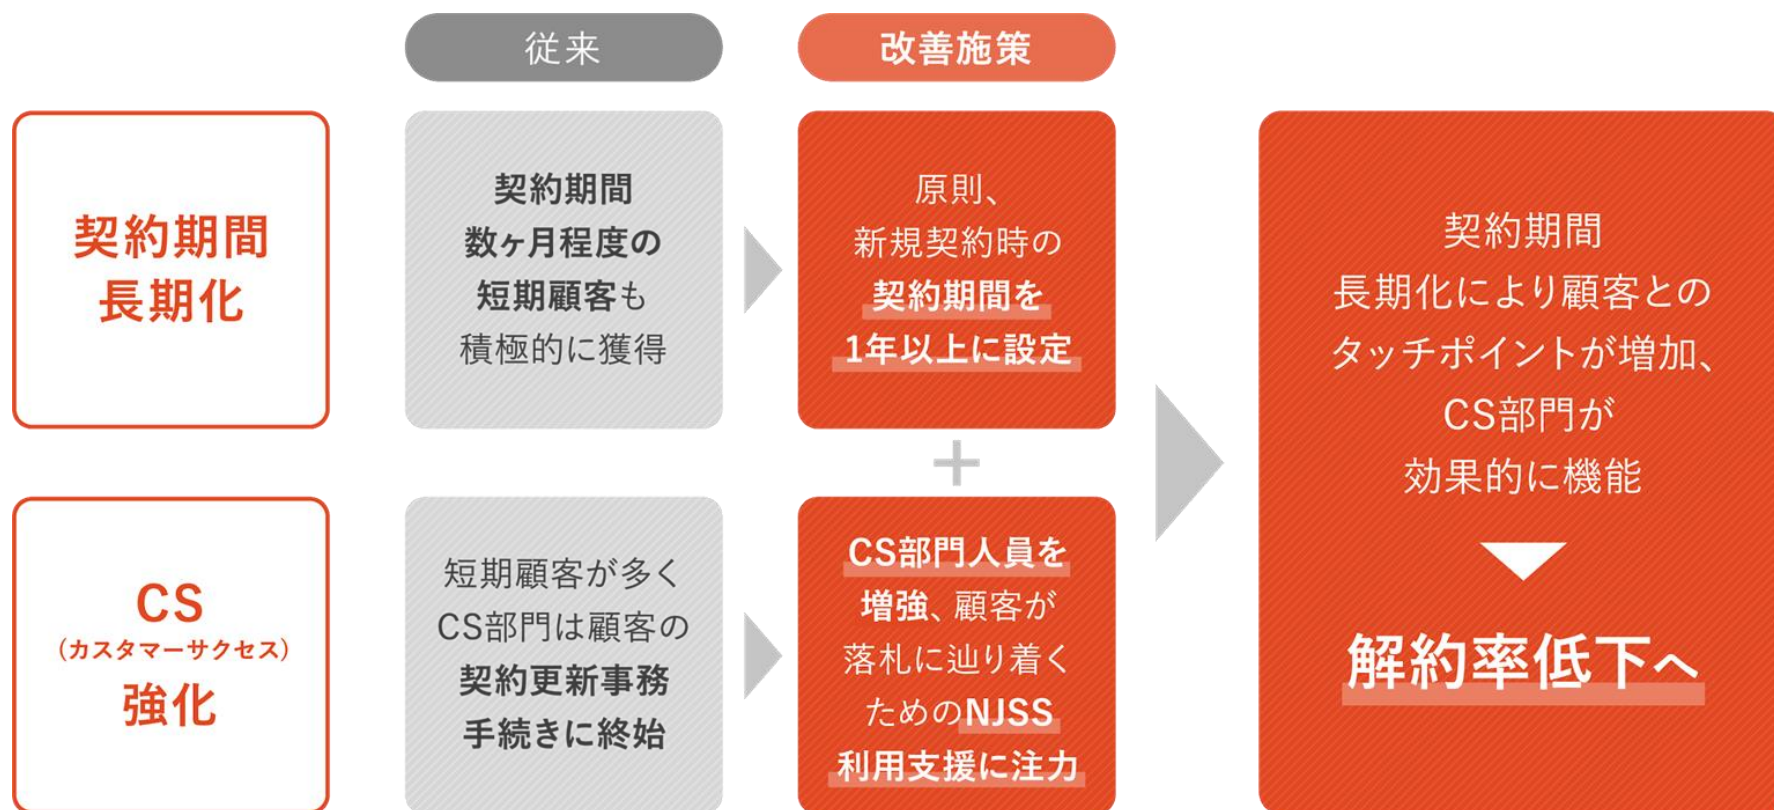 従来
改善施策
契約期間
長期化
契約期間
数ヶ月程度の
短期顧客も
積極的に獲得
原則、
新規契約時の
契約期間を
1年以上に設定
+
CS
(カスタマーサクセス)
強化
短期顧客が多く
CS部門は顧客の
契約更新事務
手続きに終始
CS部門人員を
増強、顧客が
落札に辿り着く
ためのNJSS
利用支援に注力
契約期間
長期化により顧客との
タッチポイントが増加、
CS部門が
効果的に機能
解約率低下へ